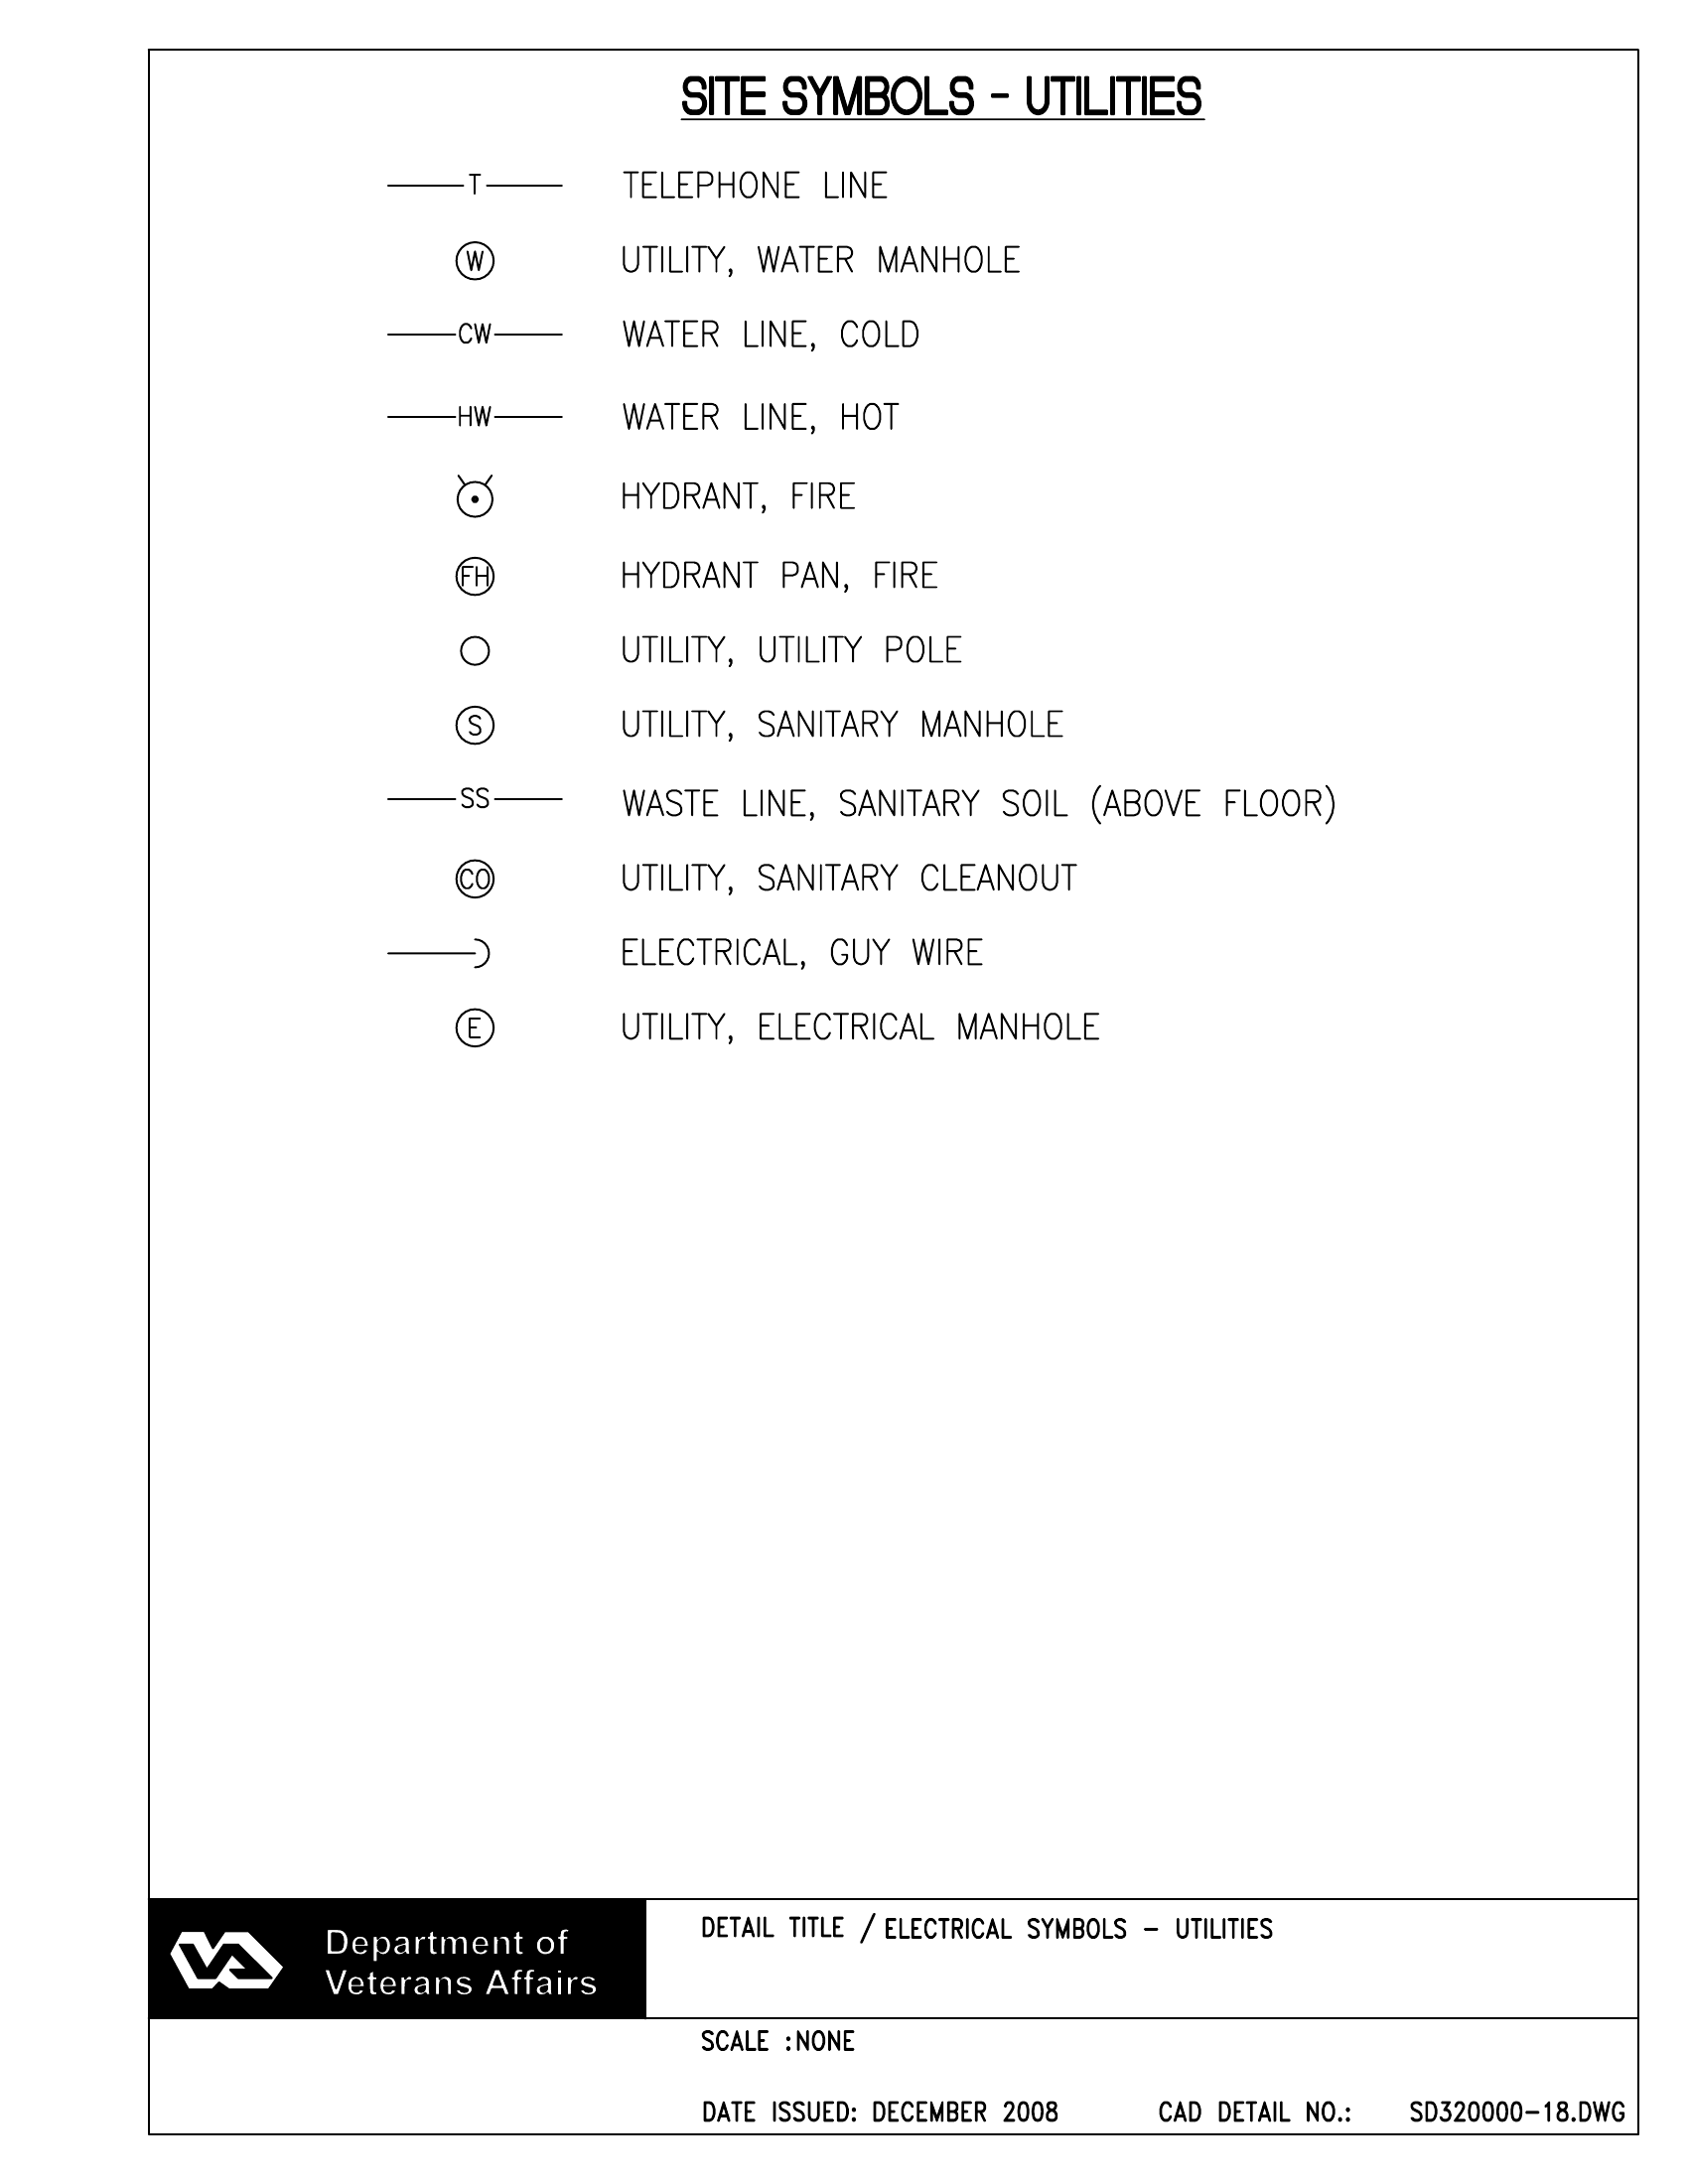 SITE SYMBOLS - UTILITIES
T TELEPHONE LINE
W UTILITY, WATER MANHOLE
CW WATER LINE, COLD
HW WATER LINE, HOT
HYDRANT, FIRE
FH HYDRANT PAN, FIRE
UTILITY, UTILITY POLE
S UTILITY, SANITARY MANHOLE
SS WASTE LINE, SANITARY SOIL (ABOVE FLOOR)
CO UTILITY, SANITARY CLEANOUT
ELECTRICAL, GUY WIRE
E UTILITY, ELECTRICAL MANHOLE
Department of
Veterans Affairs
DETAIL TITLE / ELECTRICAL SYMBOLS - UTILITIES
SCALE :NONE
DATE ISSUED: DECEMBER 2008 CAD DETAIL NO.: SD320000-18.DWG